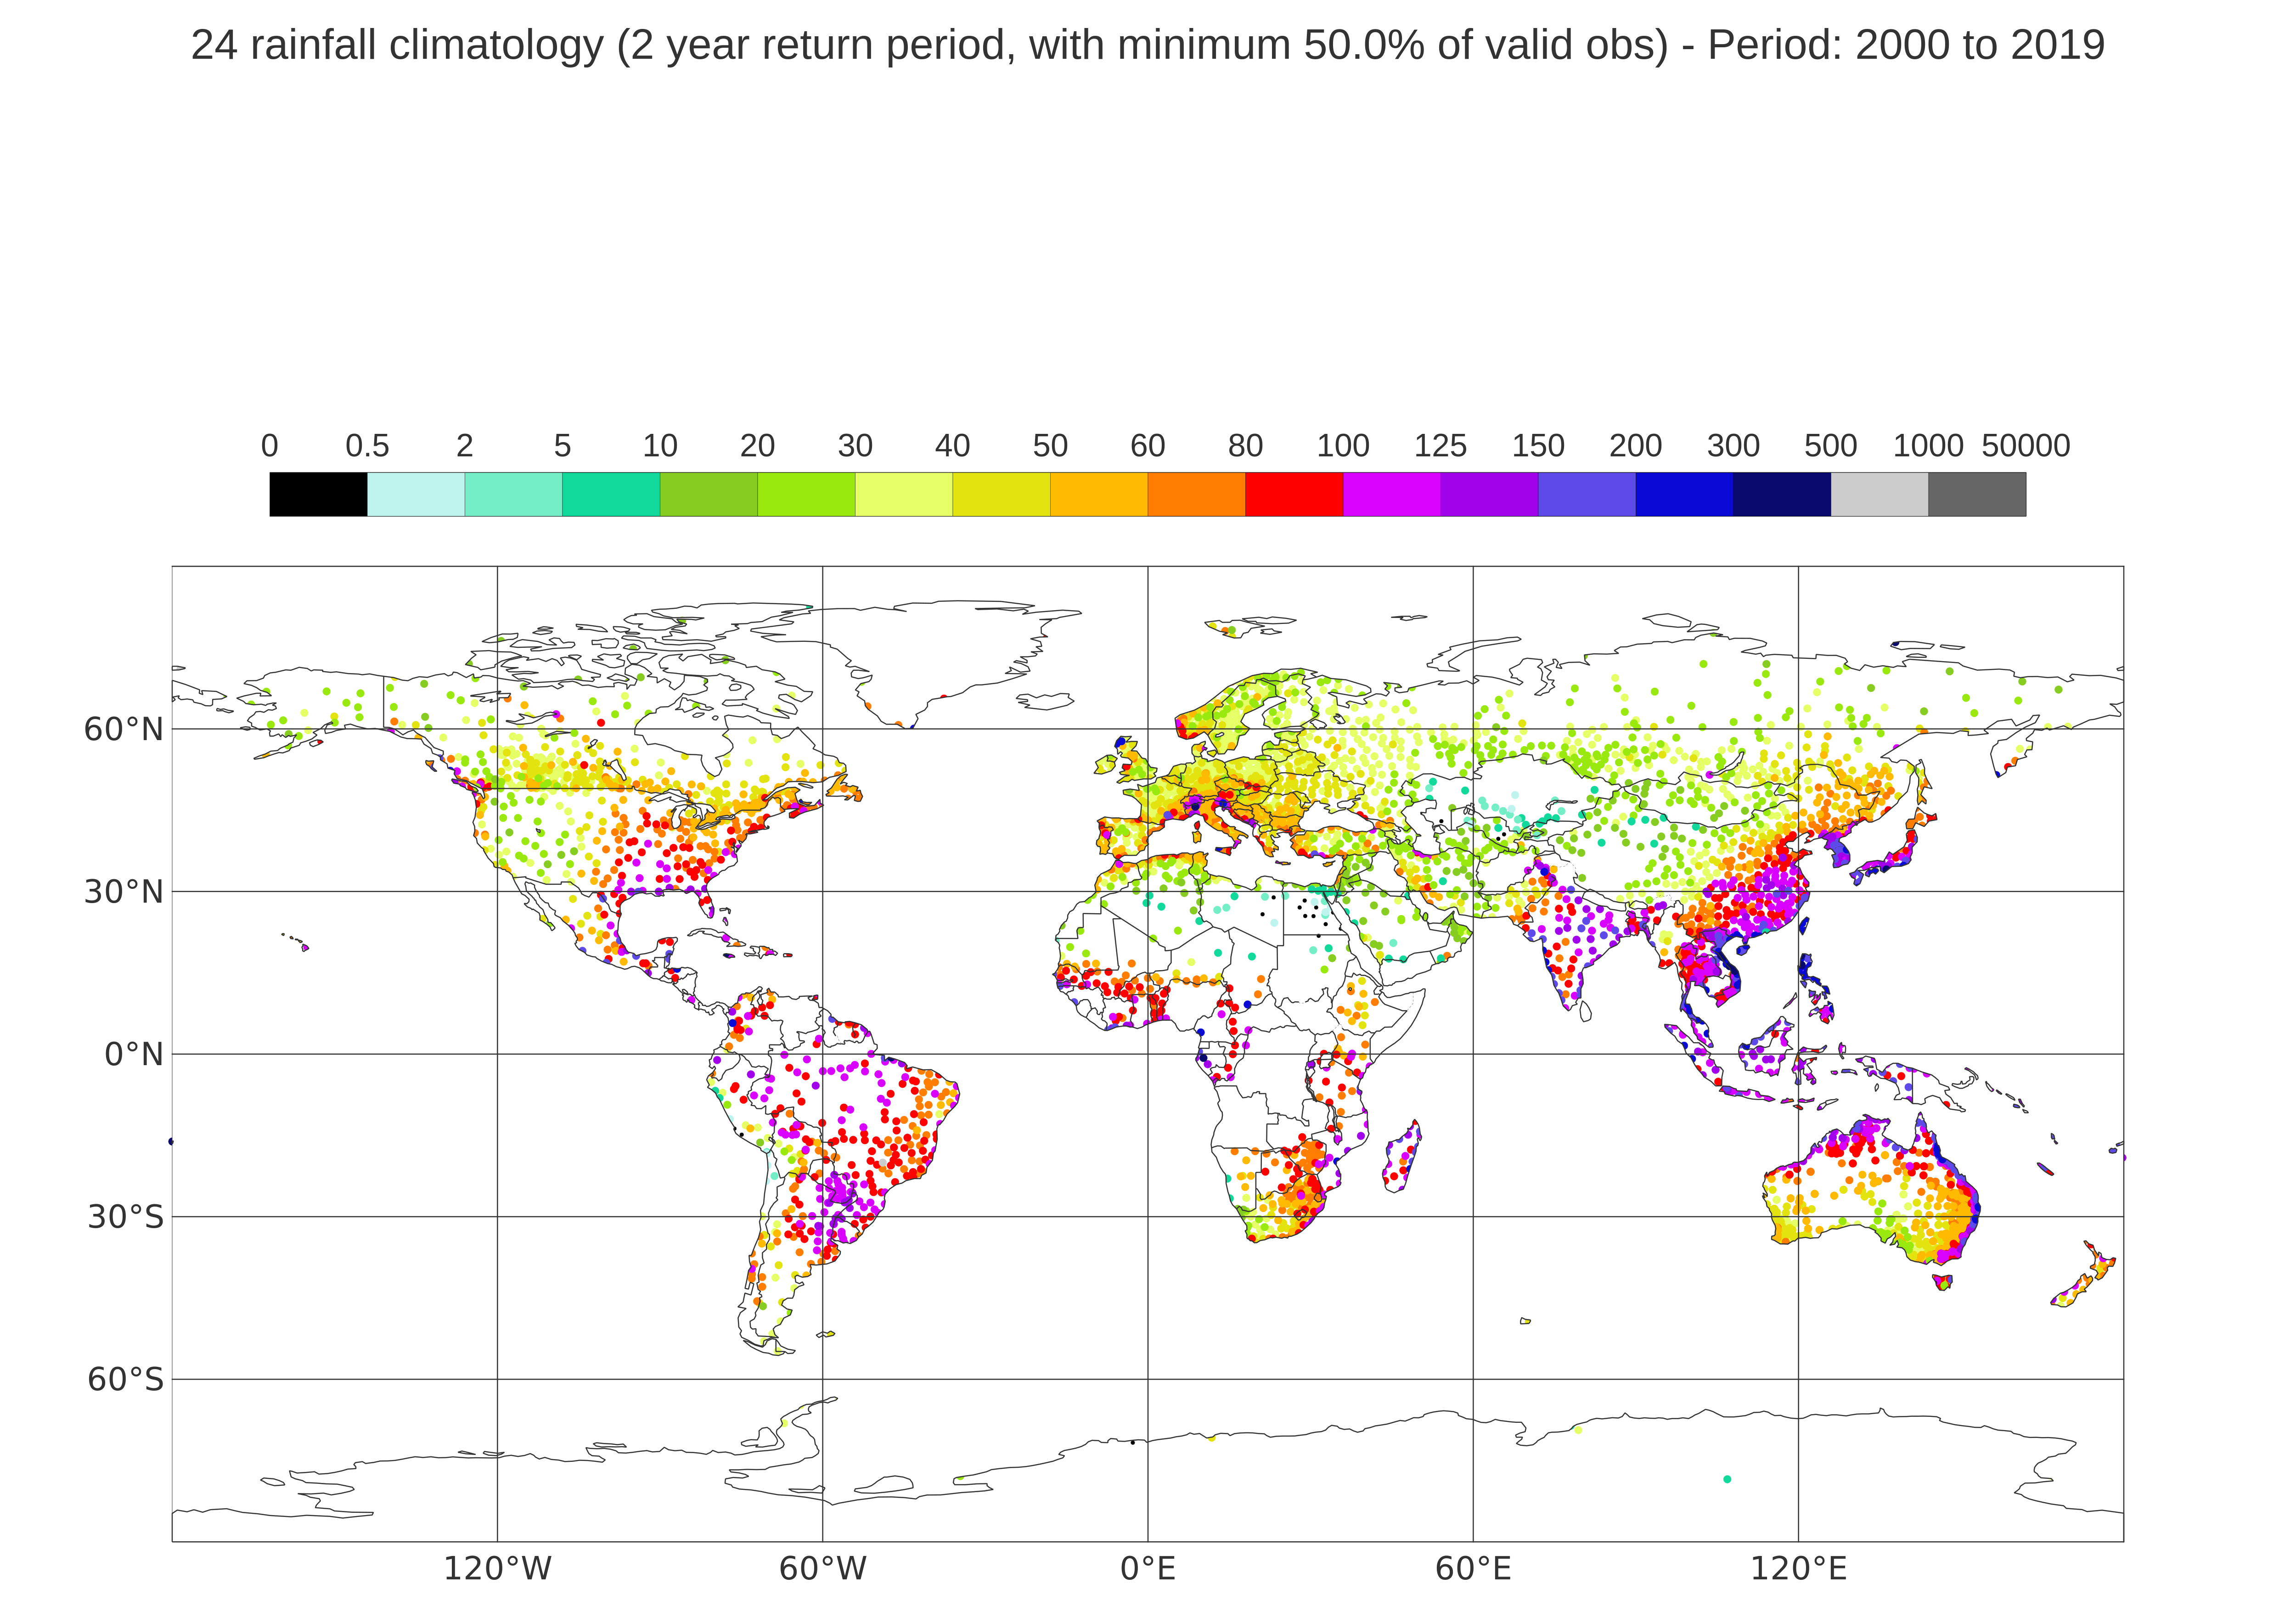 24 rainfall climatology (2 year return period, with minimum 50.0% of valid obs) - Period: 2000 to 2019
0 0.5 2 5 10 20 30 40 50 60 80 100 125 150 200 300 500 1000 50000
60°N
30°N
0°N
30°S
60°S
120°W 60°W 0°E 60°E 120°E